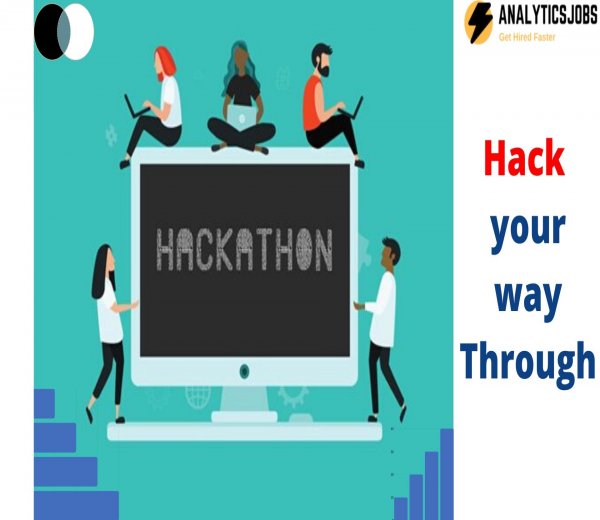 ANALYTICSJOBS
Get Hired Faster
HACKATHON
Hack
your
way
Through